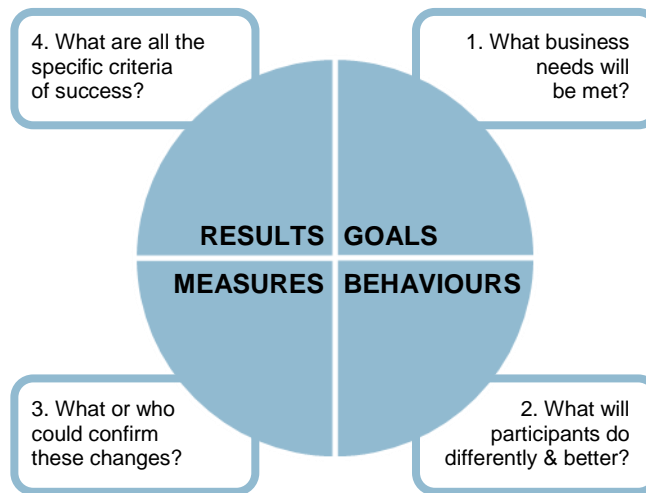 4. What are all the
specific criteria
of success?
1. What business
needs will
be met?
RESULTS
GOALS
MEASURES
BEHAVIOURS
3. What or who
could confirm
these changes?
2. What will
participants do
differently & better?